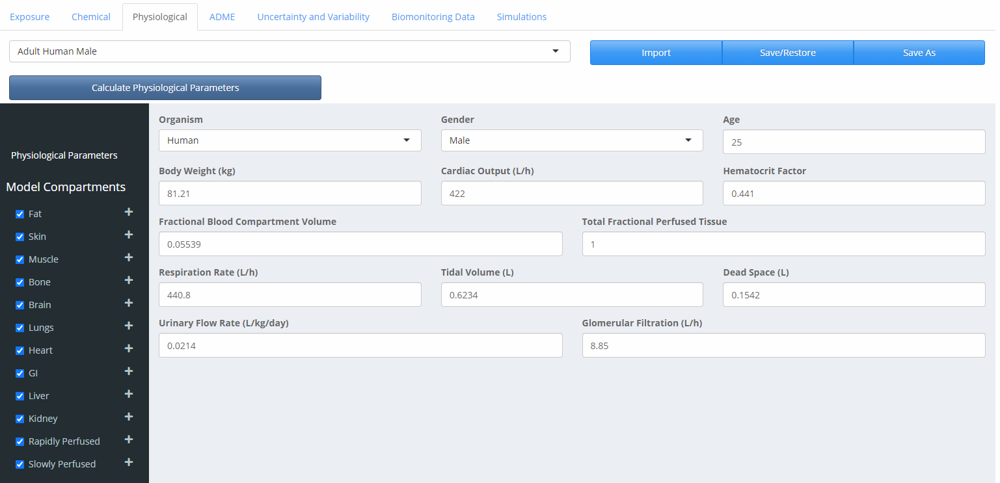 Exposure Chemical Physiological ADME Uncertainty and Variability Biomonitoring Data Simulations
Adult Human Male Import Save/Restore Save As
Calculate Physiological Parameters
Physiological Parameters
Model Compartments
Fat
Skin
Muscle
Bone
Brain
Lungs
Heart
GI
Liver
Kidney
Rapidly Perfused
Slowly Perfused
Organism Gender Age
Human Male 25
Body Weight (kg) Cardiac Output (L/h) Hematocrit Factor
81.21 422 0.441
Fractional Blood Compartment Volume Total Fractional Perfused Tissue
0.05539 1
Respiration Rate (L/h) Tidal Volume (L) Dead Space (L)
440.8 0.6234 0.1542
Urinary Flow Rate (L/kg/day) Glomerular Filtration (L/h)
0.0214 8.85